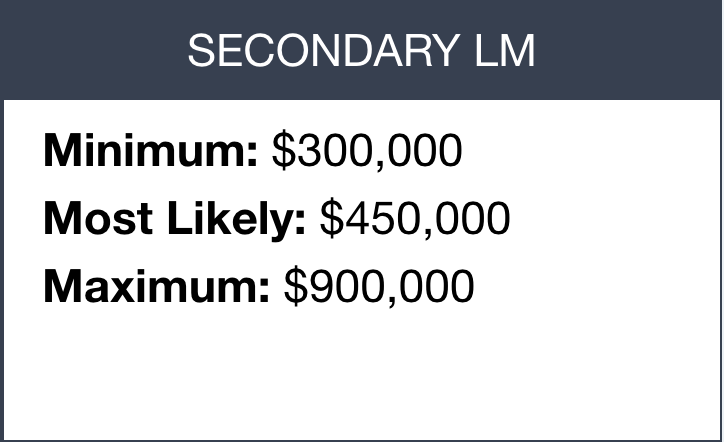 SECONDARY LM
Minimum: $300,000
Most Likely: $450,000
Maximum: $900,000